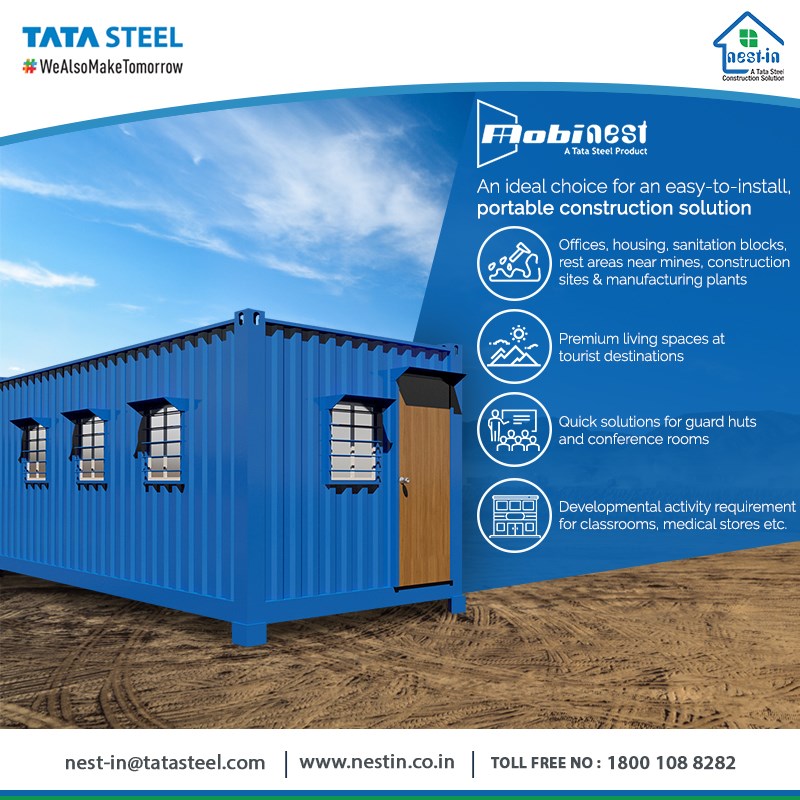 TATA STEEL
#WeAlsoMakeTomorrow
nest-in
A Tata Steel
Construction Solution
Mobinest
A Tata Steel Product
An ideal choice for an easy-to-install,
portable construction solution
Offices, housing, sanitation blocks,
rest areas near mines, construction
sites & manufacturing plants
Premium living spaces at
tourist destinations
Quick solutions for guard huts
and conference rooms
Developmental activity requirement
for classrooms, medical stores etc.
nest-in@tatasteel.com | www.nestin.co.in | TOLL FREE NO : 1800 108 8282